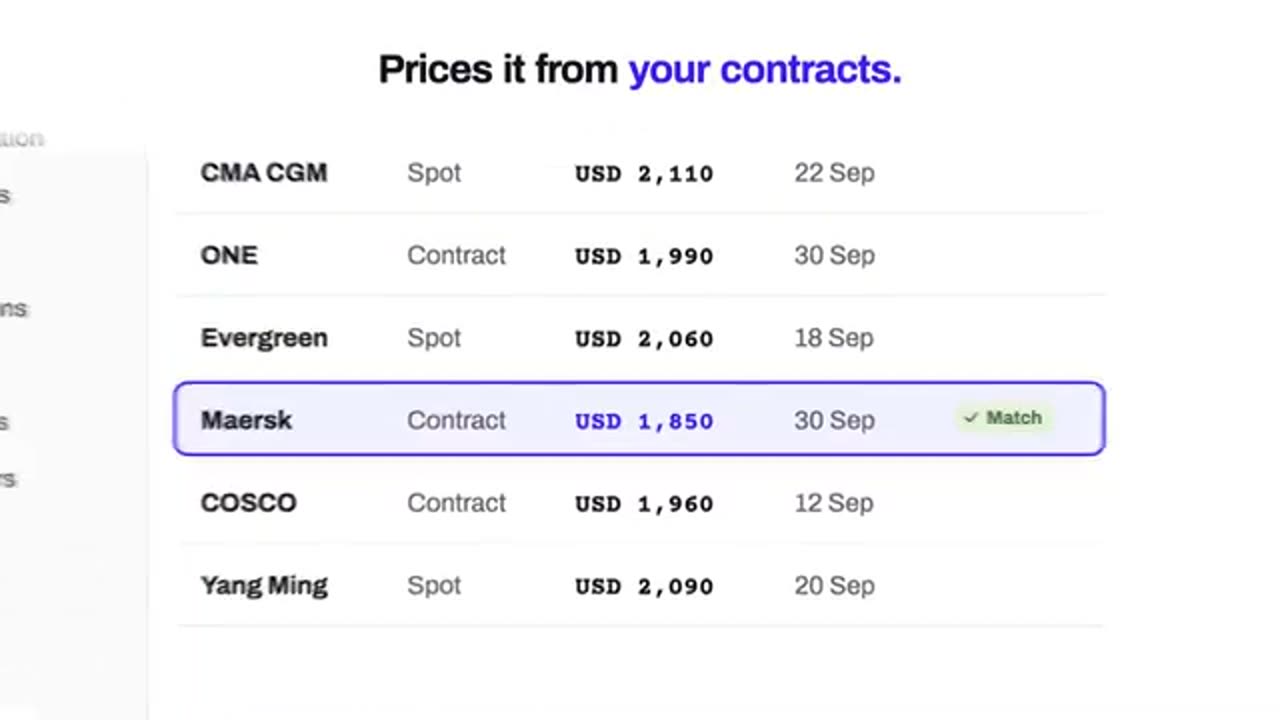 Prices it from your contracts.
CMA CGM Spot USD 2,110 22 Sep
ONE Contract USD 1,990 30 Sep
Evergreen Spot USD 2,060 18 Sep
Maersk Contract USD 1,850 30 Sep ✓ Match
COSCO Contract USD 1,960 12 Sep
Yang Ming Spot USD 2,090 20 Sep